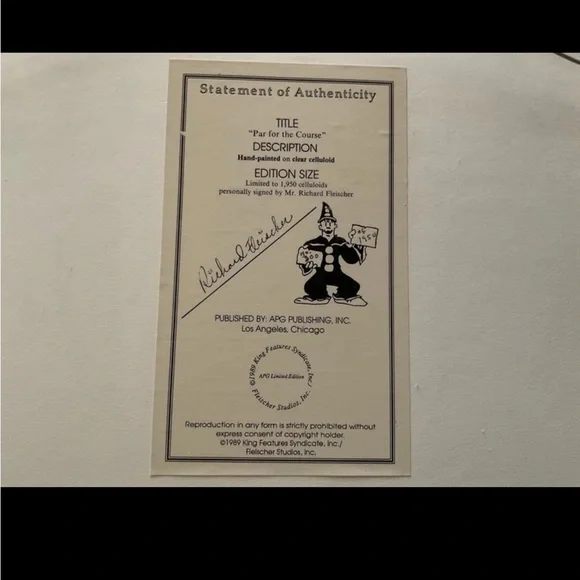 Statement of Authenticity
TITLE
"Par for the Course"
DESCRIPTION
Hand-painted on clear celluloid
EDITION SIZE
Limited to 1,950 celluloids
personally signed by Mr. Richard Fleischer
Richard Fleischer
of
1950
PUBLISHED BY: APG PUBLISHING, INC.
Los Angeles, Chicago
©1989 King Features Syndicate, Inc./
APG Limited Edition
Fleischer Studios, Inc.
Reproduction in any form is strictly prohibited without
express consent of copyright holder.
©1989 King Features Syndicate, Inc./
Fleischer Studios, Inc.